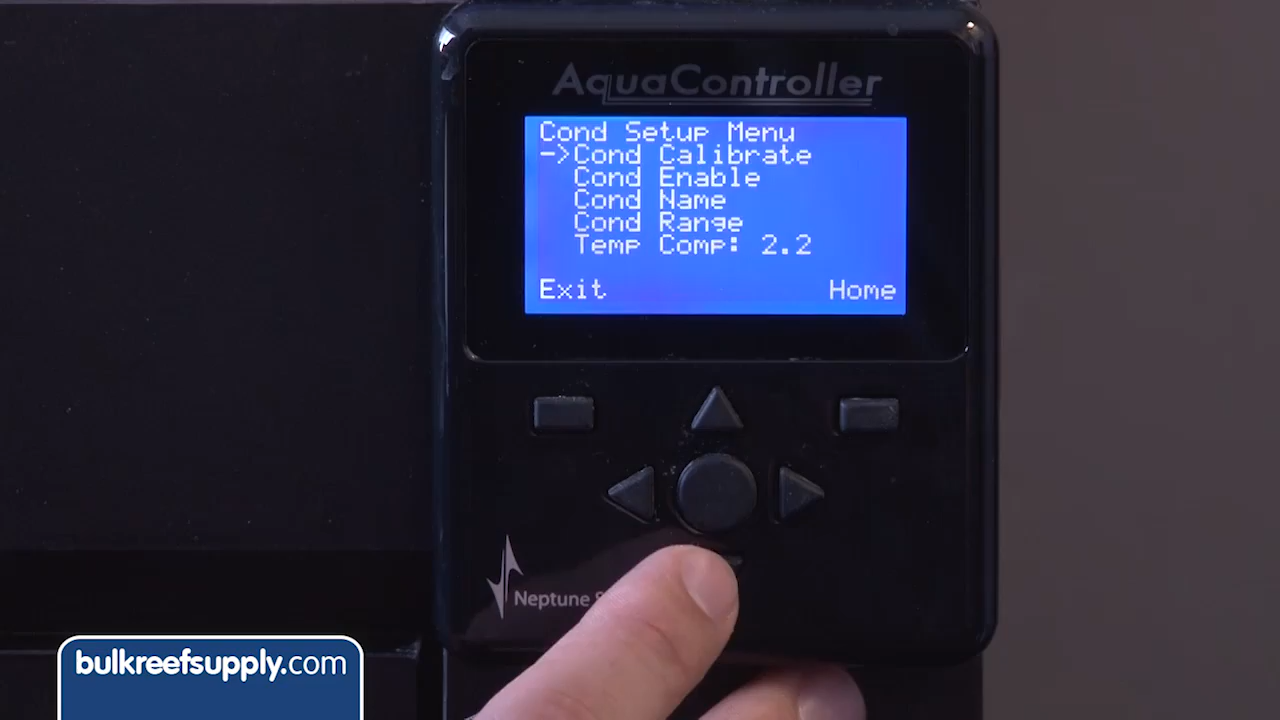 AquaController
Cond Setup Menu
->Cond Calibrate
Cond Enable
Cond Name
Cond Range
Temp Comp: 2.2
Exit Home
Neptune
bulkreefsupply.com